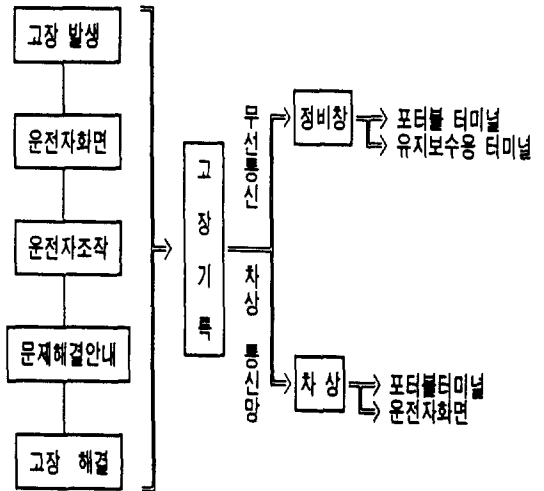 고장 발생
운전자화면
운전자조작
문제해결안내
고장 해결
고장기록
무선통신
차상 통신망
정비창
포터블 터미널
유지보수용 터미널
차 상
포터블터미널
운전자화면